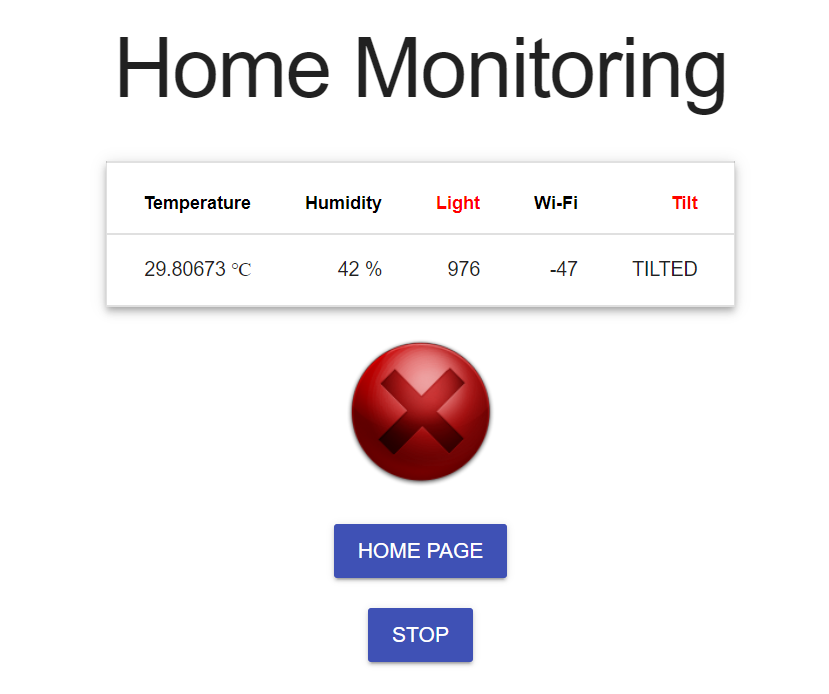 Home Monitoring
Temperature Humidity Light Wi-Fi Tilt
29.80673 °C 42 % 976 -47 TILTED
HOME PAGE
STOP